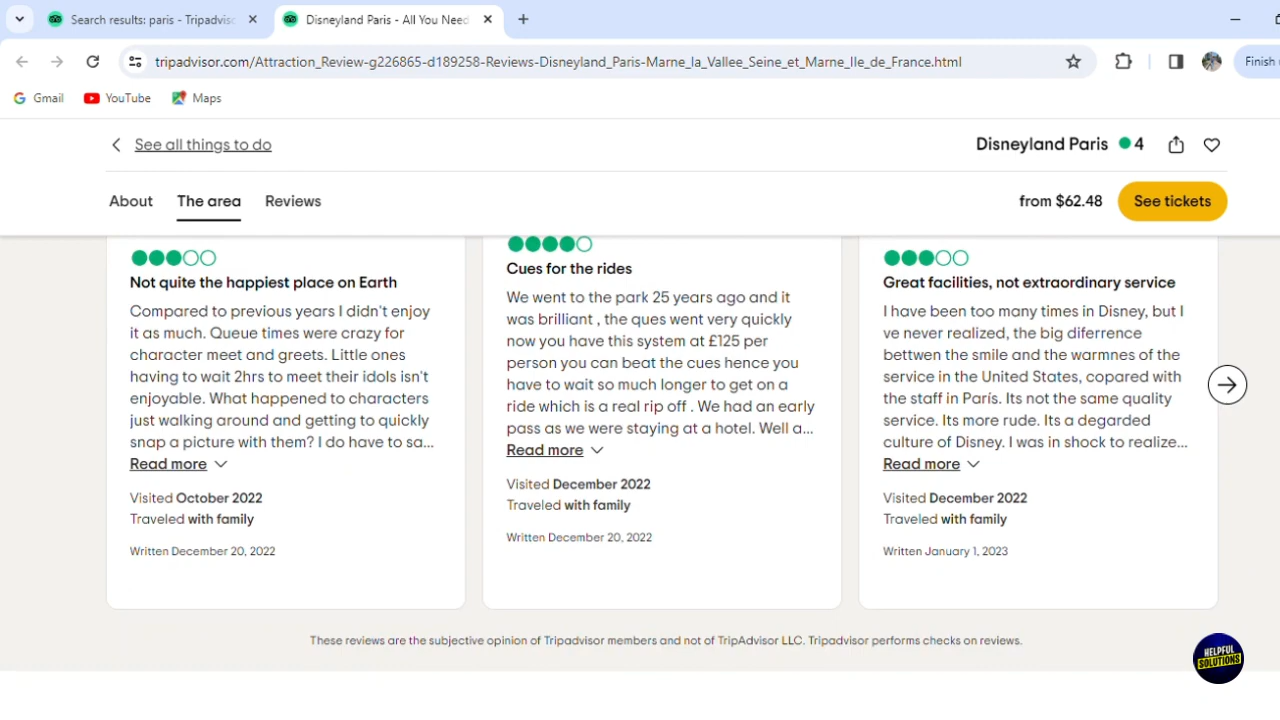 Search results: paris - Tripadvisc
Disneyland Paris - All You Need
tripadvisor.com/Attraction_Review-g226865-d189258-Reviews-Disneyland_Paris-Marne_la_Vallee_Seine_et_Marne_Ile_de_France.html
Finish
Gmail
YouTube
Maps
See all things to do
Disneyland Paris 4
About
The area
Reviews
from $62.48
See tickets
Not quite the happiest place on Earth
Compared to previous years I didn't enjoy
it as much. Queue times were crazy for
character meet and greets. Little ones
having to wait 2hrs to meet their idols isn't
enjoyable. What happened to characters
just walking around and getting to quickly
snap a picture with them? I do have to sa...
Read more
Visited October 2022
Traveled with family
Written December 20, 2022
Cues for the rides
We went to the park 25 years ago and it
was brilliant , the ques went very quickly
now you have this system at £125 per
person you can beat the cues hence you
have to wait so much longer to get on a
ride which is a real rip off . We had an early
pass as we were staying at a hotel. Well a...
Read more
Visited December 2022
Traveled with family
Written December 20, 2022
Great facilities, not extraordinary service
I have been too many times in Disney, but I
ve never realized, the big diferrence
bettwen the smile and the warmnes of the
service in the United States, copared with
the staff in París. Its not the same quality
service. Its more rude. Its a degarded
culture of Disney. I was in shock to realize...
Read more
Visited December 2022
Traveled with family
Written January 1, 2023
These reviews are the subjective opinion of Tripadvisor members and not of TripAdvisor LLC. Tripadvisor performs checks on reviews.
HELPFUL
SOLUTIONS